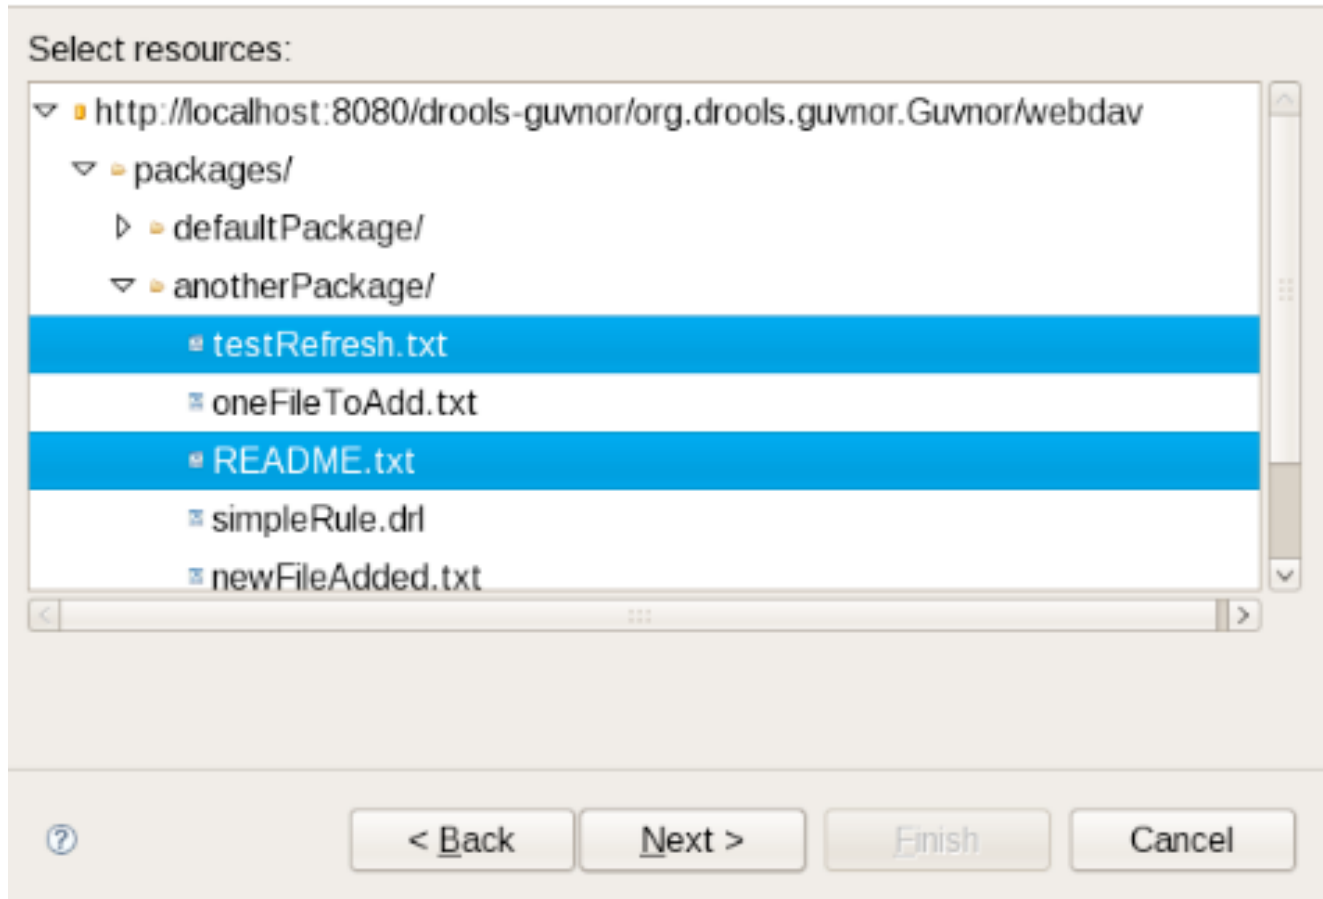 Select resources:
http://localhost:8080/drools-guvnor/org.drools.guvnor.Guvnor/webdav
packages/
defaultPackage/
anotherPackage/
testRefresh.txt
oneFileToAdd.txt
README.txt
simpleRule.drl
newFileAdded.txt
? < Back Next > Finish Cancel